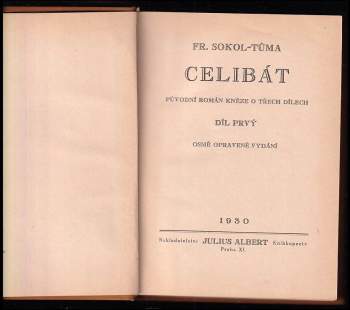 FR. SOKOL-TŮMA
CELIBÁT
PŮVODNÍ ROMÁN KNĚZE O TŘECH DÍLECH
DÍL PRVÝ
OSMÉ OPRAVENÉ VYDÁNÍ
1930
Nakladatelství JULIUS ALBERT Knihkupectví
Praha XI.